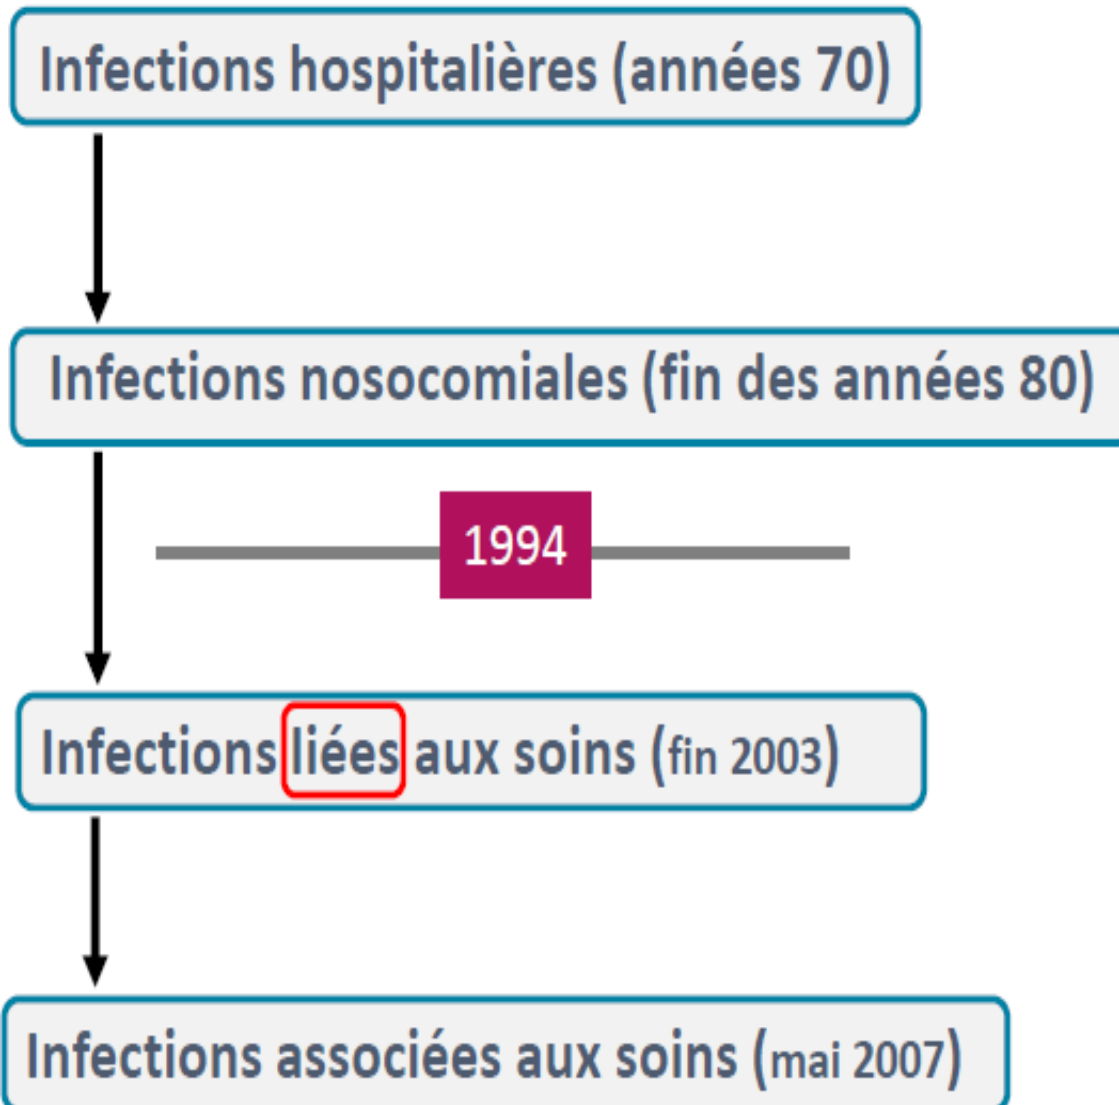 Infections hospitalières (années 70)
Infections nosocomiales (fin des années 80)
1994
Infections liées aux soins (fin 2003)
Infections associées aux soins (mai 2007)